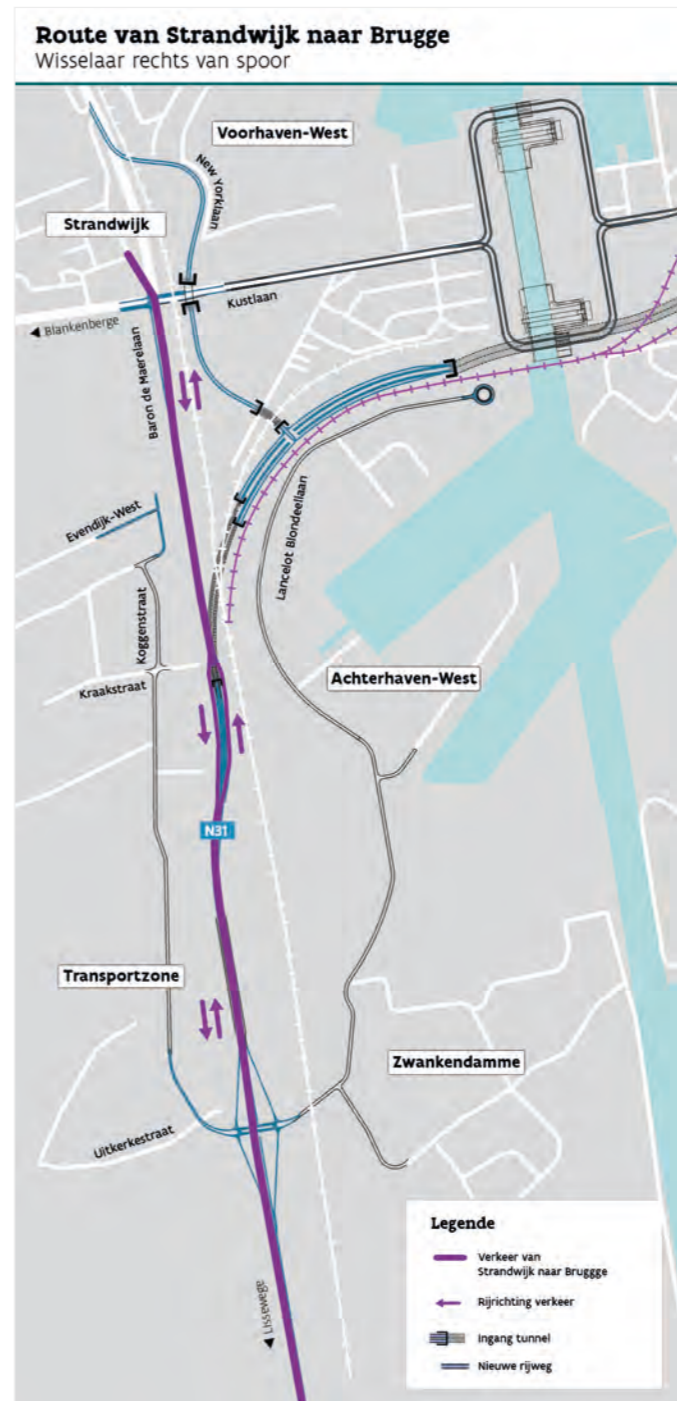 Route van Strandwijk naar Brugge
Wisselaar rechts van spoor
Voorhaven-West
New Yorklaan
Strandwijk
Kustlaan
◄ Blankenberge
Baron de Maerelaan
Evendijk-West
Lancelot Blondeellaan
Koggenstraat
Achterhaven-West
Kraakstraat
N31
Transportzone
Zwankendamme
Uitkerkestraat
◄ Lissewege
Legende
Verkeer van
Strandwijk naar Bruggge
Rijrichting verkeer
Ingang tunnel
Nieuwe rijweg